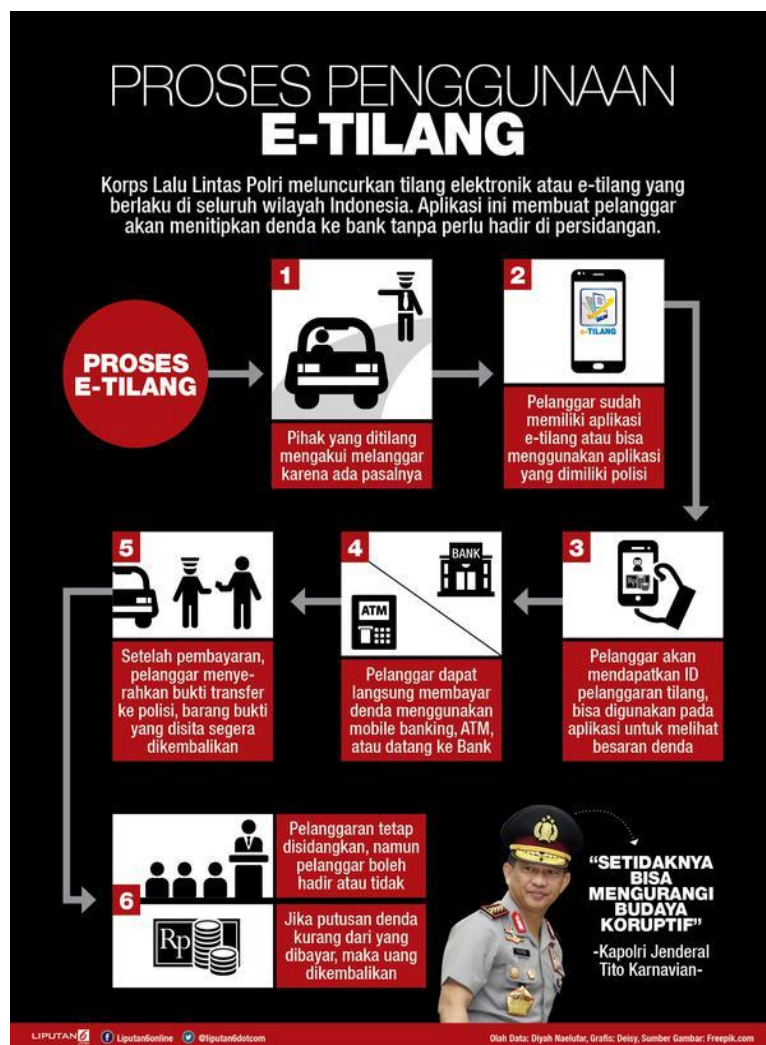 PROSES PENGGUNAAN
E-TILANG
Korps Lalu Lintas Polri meluncurkan tilang elektronik atau e-tilang yang
berlaku di seluruh wilayah Indonesia. Aplikasi ini membuat pelanggar
akan menitipkan denda ke bank tanpa perlu hadir di persidangan.
PROSES
E-TILANG
1
Pihak yang ditilang
mengakui melanggar
karena ada pasalnya
2
e-TILANG
Pelanggar sudah
memiliki aplikasi
e-tilang atau bisa
menggunakan aplikasi
yang dimiliki polisi
3
Pelanggar akan
mendapatkan ID
pelanggaran tilang,
bisa digunakan pada
aplikasi untuk melihat
besaran denda
4
BANK
ATM
Pelanggar dapat
langsung membayar
denda menggunakan
mobile banking, ATM,
atau datang ke Bank
5
Setelah pembayaran,
pelanggar menye-
rahkan bukti transfer
ke polisi, barang bukti
yang disita segera
dikembalikan
6
Pelanggaran tetap
disidangkan, namun
pelanggar boleh
hadir atau tidak
Rp
Jika putusan denda
kurang dari yang
dibayar, maka uang
dikembalikan
“SETIDAKNYA
BISA
MENGURANGI
BUDAYA
KORUPTIF”
-Kapolri Jenderal
Tito Karnavian-
LIPUTAN 6
Liputan6online
@liputan6dotcom
Olah Data: Diyah Naelufar, Grafis: Deisy, Sumber Gambar: Freepik.com